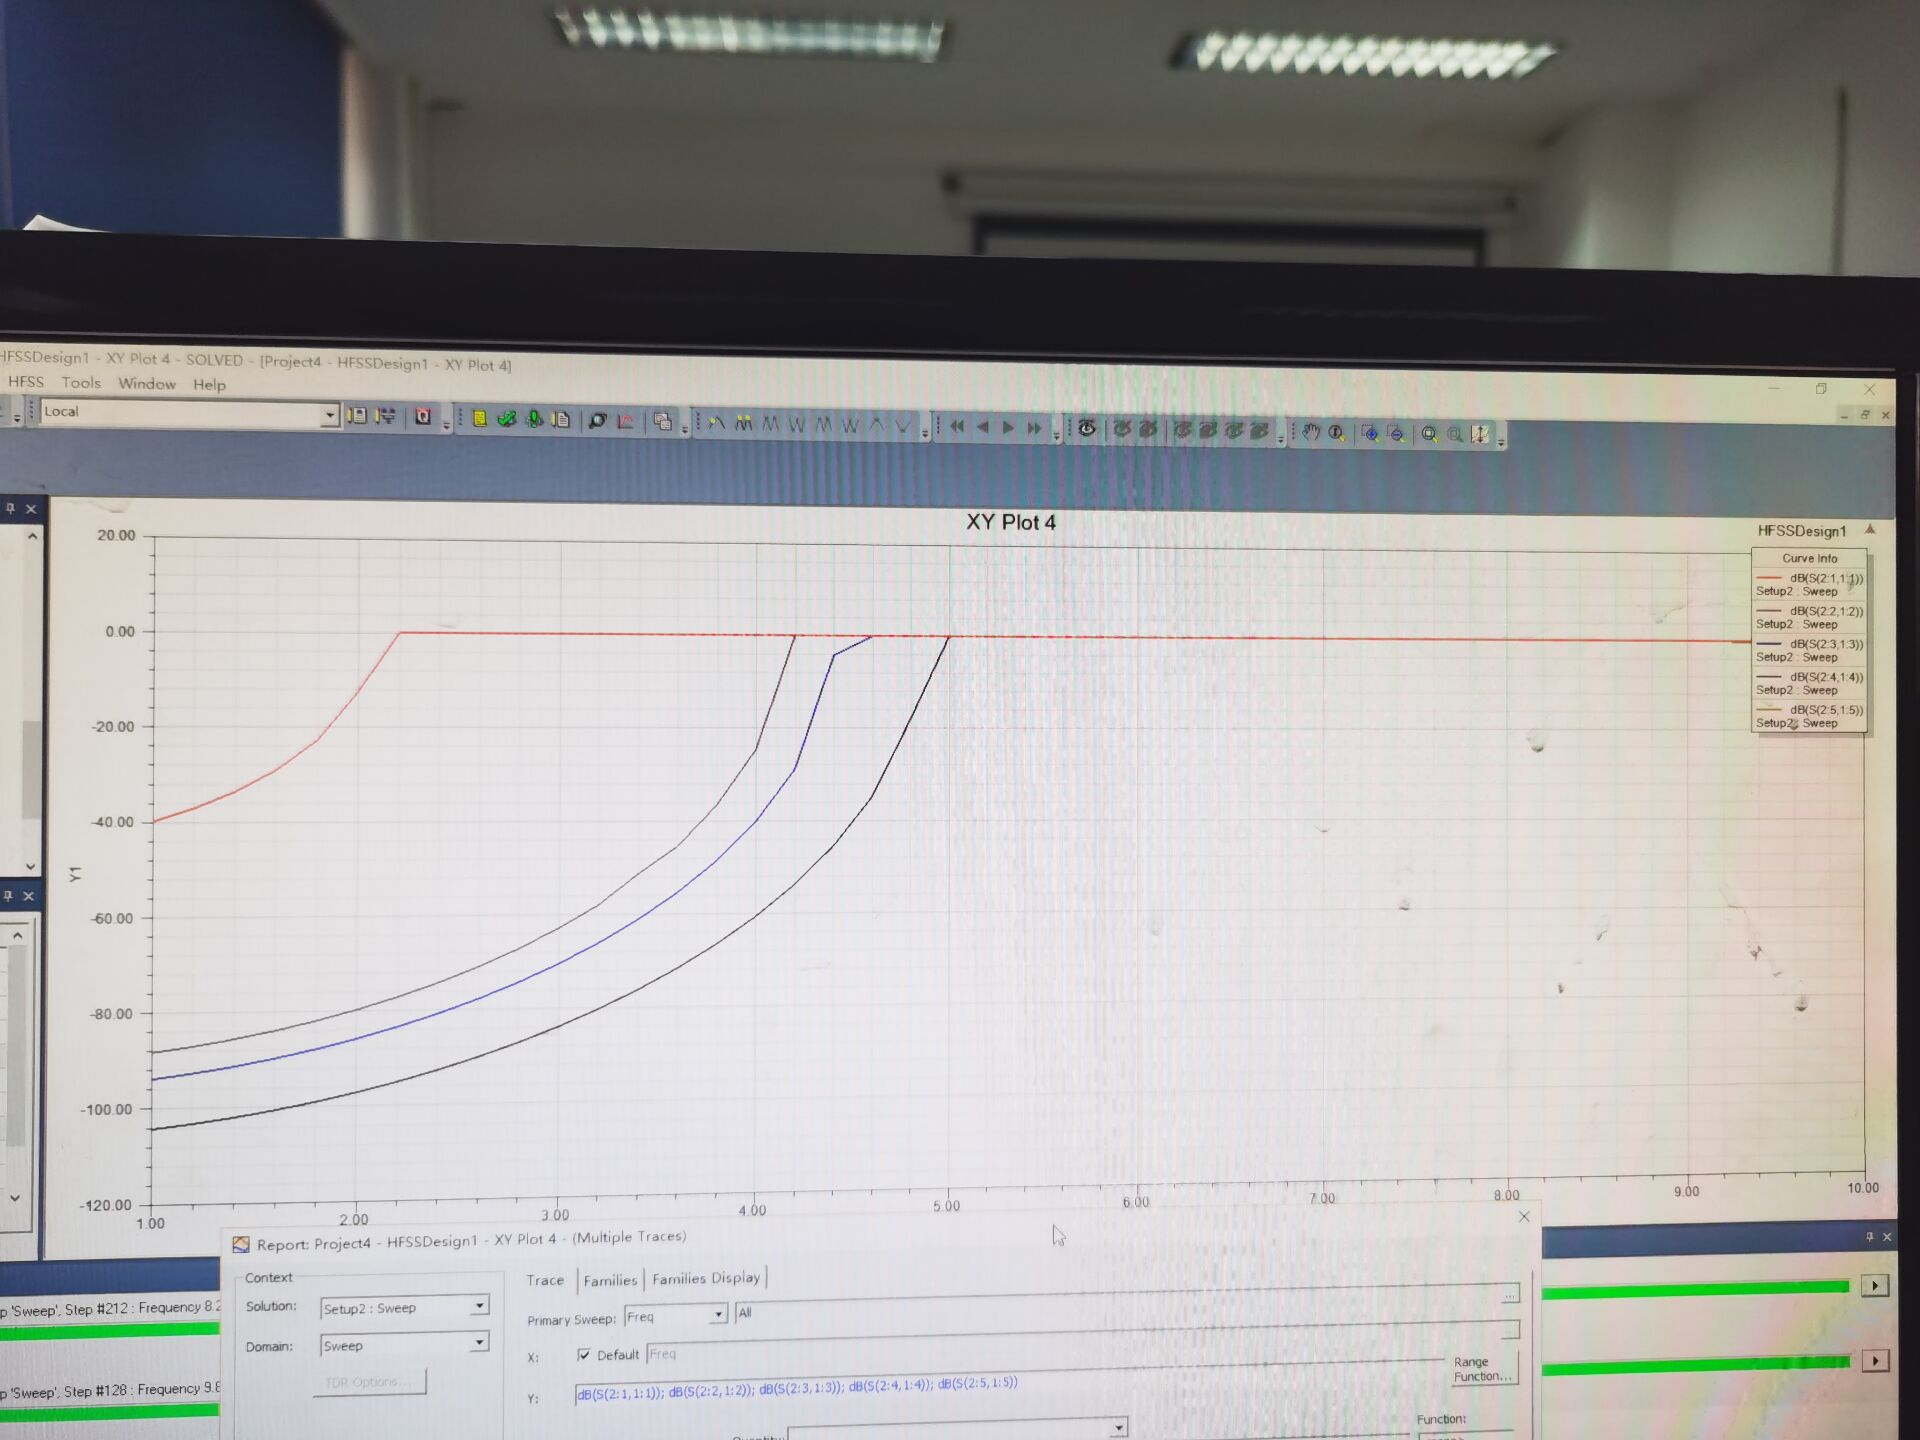 HFSSDesign1 - XY Plot 4 - SOLVED - [Project4 - HFSSDesign1 - XY Plot 4]
HFSS Tools Window Help
Local
XY Plot 4
HFSSDesign1
Curve Info
dB(S(2:1,1:1))
Setup2 : Sweep
dB(S(2:2,1:2))
Setup2 : Sweep
dB(S(2:3,1:3))
Setup2 : Sweep
dB(S(2:4,1:4))
Setup2 : Sweep
dB(S(2:5,1:5))
Setup2 : Sweep
20.00
0.00
-20.00
-40.00
Y1
-60.00
-80.00
-100.00
-120.00
1.00 2.00 3.00 4.00 5.00 6.00 7.00 8.00 9.00 10.00
Report: Project4 - HFSSDesign1 - XY Plot 4 - (Multiple Traces)
Context
Solution: Setup2 : Sweep
Domain: Sweep
TDR Options...
Trace Families Families Display
Primary Sweep: Freq All
X: Default Freq
Y: dB(S(2:1,1:1)); dB(S(2:2,1:2)); dB(S(2:3,1:3)); dB(S(2:4,1:4)); dB(S(2:5,1:5))
Range
Function...
Function:
p 'Sweep', Step #212 : Frequency 8.2
p 'Sweep', Step #128 : Frequency 9.8